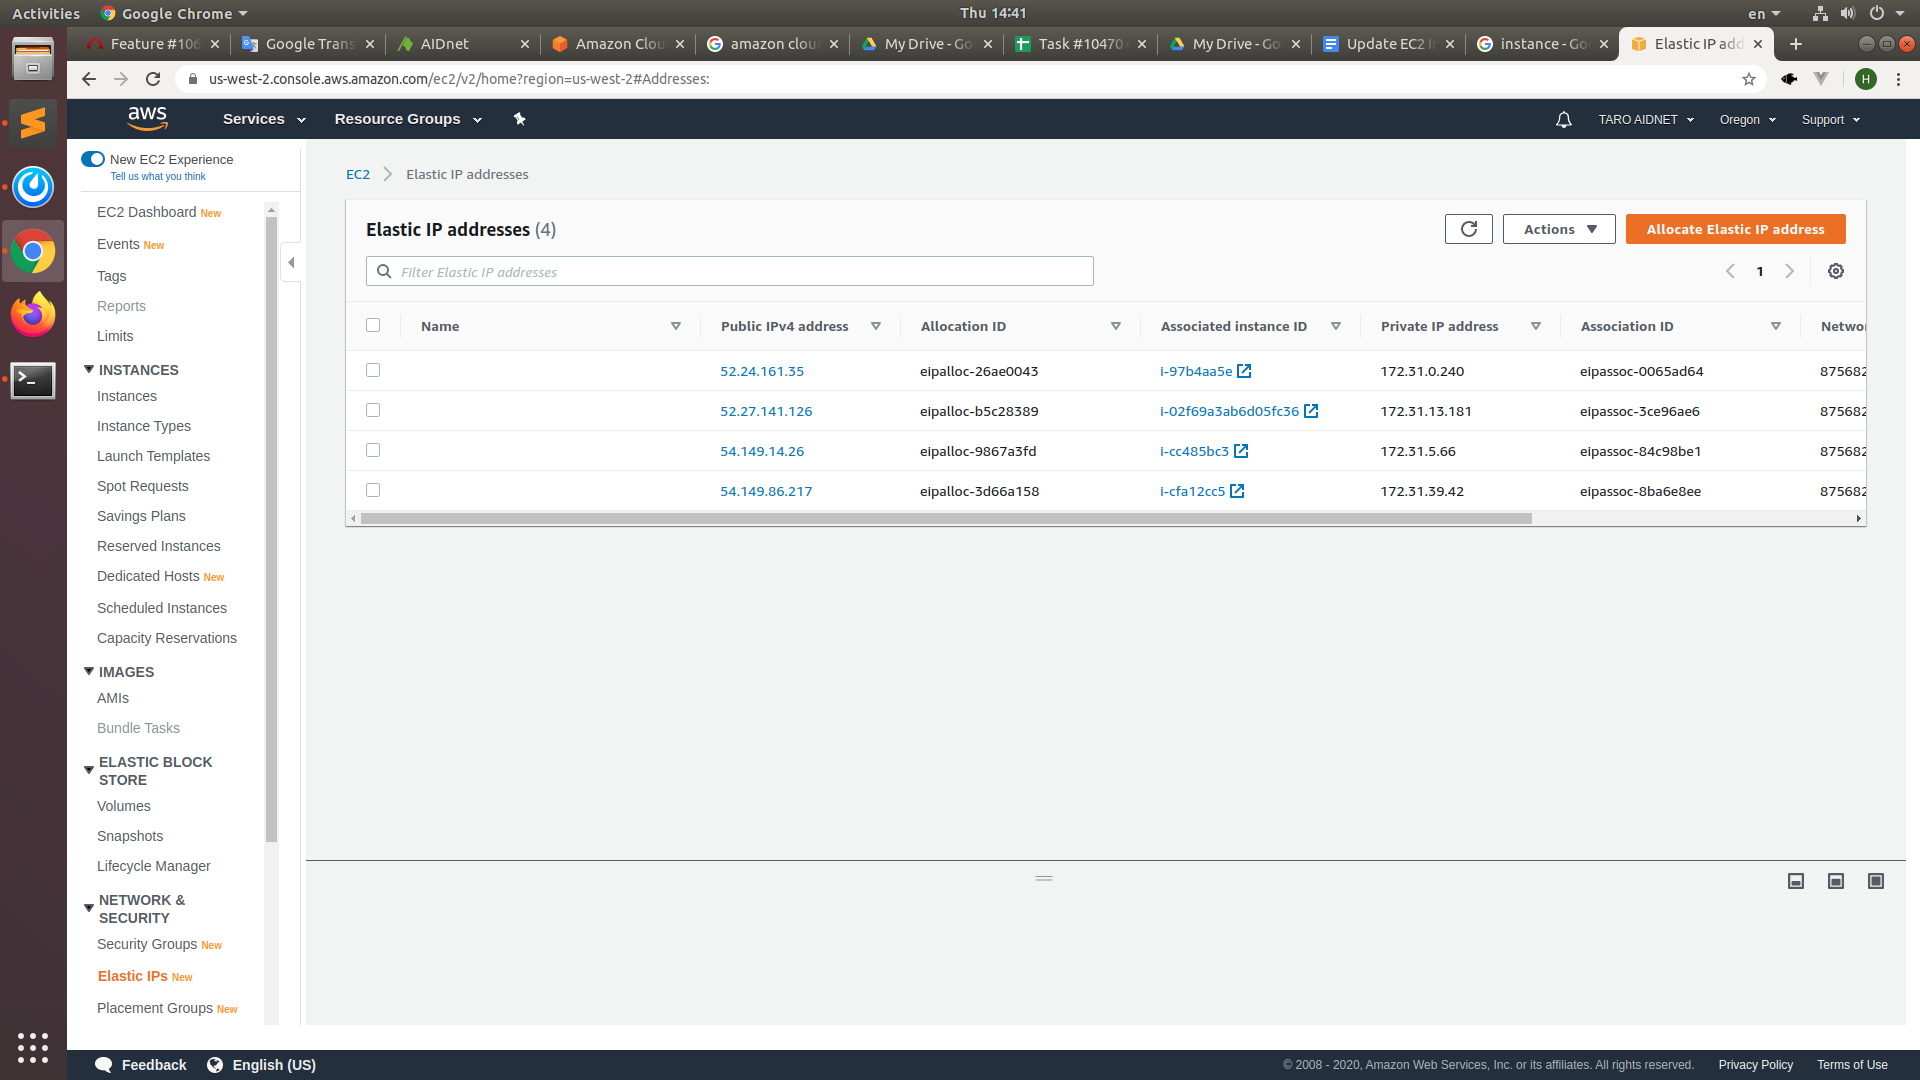 Activities Google Chrome Thu 14:41 en
Feature #106 Google Trans AIDnet Amazon Clou amazon clou My Drive - Go Task #10470 My Drive - Go Update EC2 I instance - Go Elastic IP add
us-west-2.console.aws.amazon.com/ec2/v2/home?region=us-west-2#Addresses: H
aws Services Resource Groups TARO AIDNET Oregon Support
New EC2 Experience
Tell us what you think
EC2 Dashboard New
Events New
Tags
Reports
Limits
INSTANCES
Instances
Instance Types
Launch Templates
Spot Requests
Savings Plans
Reserved Instances
Dedicated Hosts New
Scheduled Instances
Capacity Reservations
IMAGES
AMIs
Bundle Tasks
ELASTIC BLOCK
STORE
Volumes
Snapshots
Lifecycle Manager
NETWORK &
SECURITY
Security Groups New
Elastic IPs New
Placement Groups New
EC2 Elastic IP addresses
Elastic IP addresses (4) Actions Allocate Elastic IP address
Filter Elastic IP addresses 1
Name Public IPv4 address Allocation ID Associated instance ID Private IP address Association ID Networ
52.24.161.35 eipalloc-26ae0043 i-97b4aa5e 172.31.0.240 eipassoc-0065ad64 875682
52.27.141.126 eipalloc-b5c28389 i-02f69a3ab6d05fc36 172.31.13.181 eipassoc-3ce96ae6 875682
54.149.14.26 eipalloc-9867a3fd i-cc485bc3 172.31.5.66 eipassoc-84c98be1 875682
54.149.86.217 eipalloc-3d66a158 i-cfa12cc5 172.31.39.42 eipassoc-8ba6e8ee 875682
Feedback English (US) © 2008 - 2020, Amazon Web Services, Inc. or its affiliates. All rights reserved. Privacy Policy Terms of Use